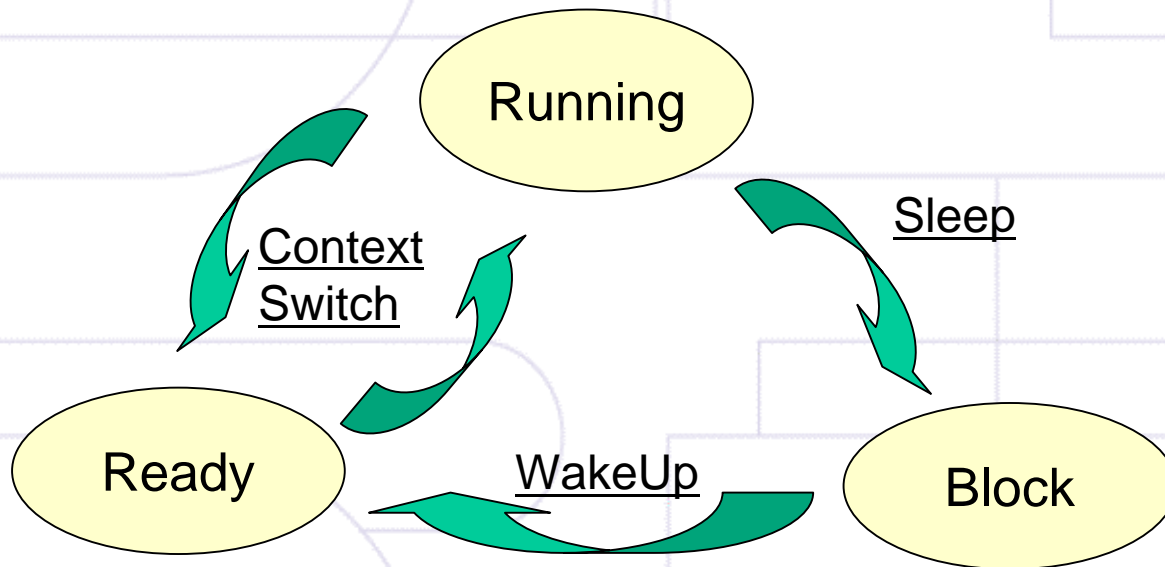 Running
Sleep
Context
Switch
Ready
WakeUp
Block